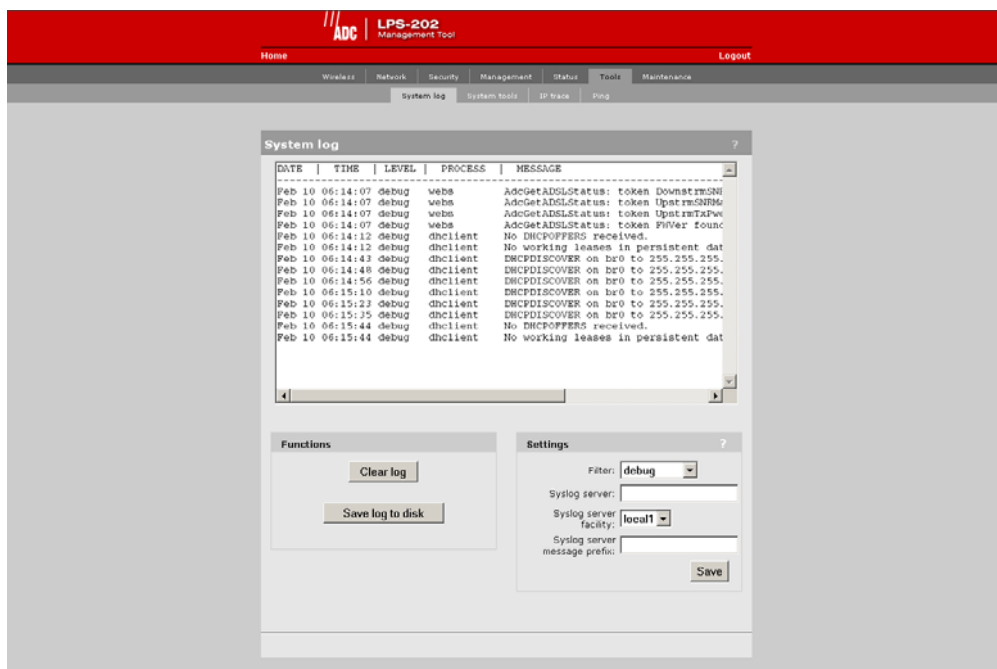 ADC | LPS-202
Management Tool
Home Logout
Wireless Network Security Management Status Tools Maintenance
System log System tools IP trace Ping
System log ?
DATE | TIME | LEVEL | PROCESS | MESSAGE
Feb 10 06:14:07 debug webs AdcGetADSLStatus: token DownstrmSNR
Feb 10 06:14:07 debug webs AdcGetADSLStatus: token UpstrmSNRMa
Feb 10 06:14:07 debug webs AdcGetADSLStatus: token UpstrmTxPwe
Feb 10 06:14:07 debug webs AdcGetADSLStatus: token FWVer found
Feb 10 06:14:12 debug dhclient No DHCPOFFERS received.
Feb 10 06:14:12 debug dhclient No working leases in persistent dat
Feb 10 06:14:43 debug dhclient DHCPDISCOVER on br0 to 255.255.255.
Feb 10 06:14:48 debug dhclient DHCPDISCOVER on br0 to 255.255.255.
Feb 10 06:14:56 debug dhclient DHCPDISCOVER on br0 to 255.255.255.
Feb 10 06:15:10 debug dhclient DHCPDISCOVER on br0 to 255.255.255.
Feb 10 06:15:23 debug dhclient DHCPDISCOVER on br0 to 255.255.255.
Feb 10 06:15:35 debug dhclient DHCPDISCOVER on br0 to 255.255.255.
Feb 10 06:15:44 debug dhclient No DHCPOFFERS received.
Feb 10 06:15:44 debug dhclient No working leases in persistent dat
Functions
Clear log
Save log to disk
Settings ?
Filter: debug
Syslog server:
Syslog server
facility: local1
Syslog server
message prefix:
Save